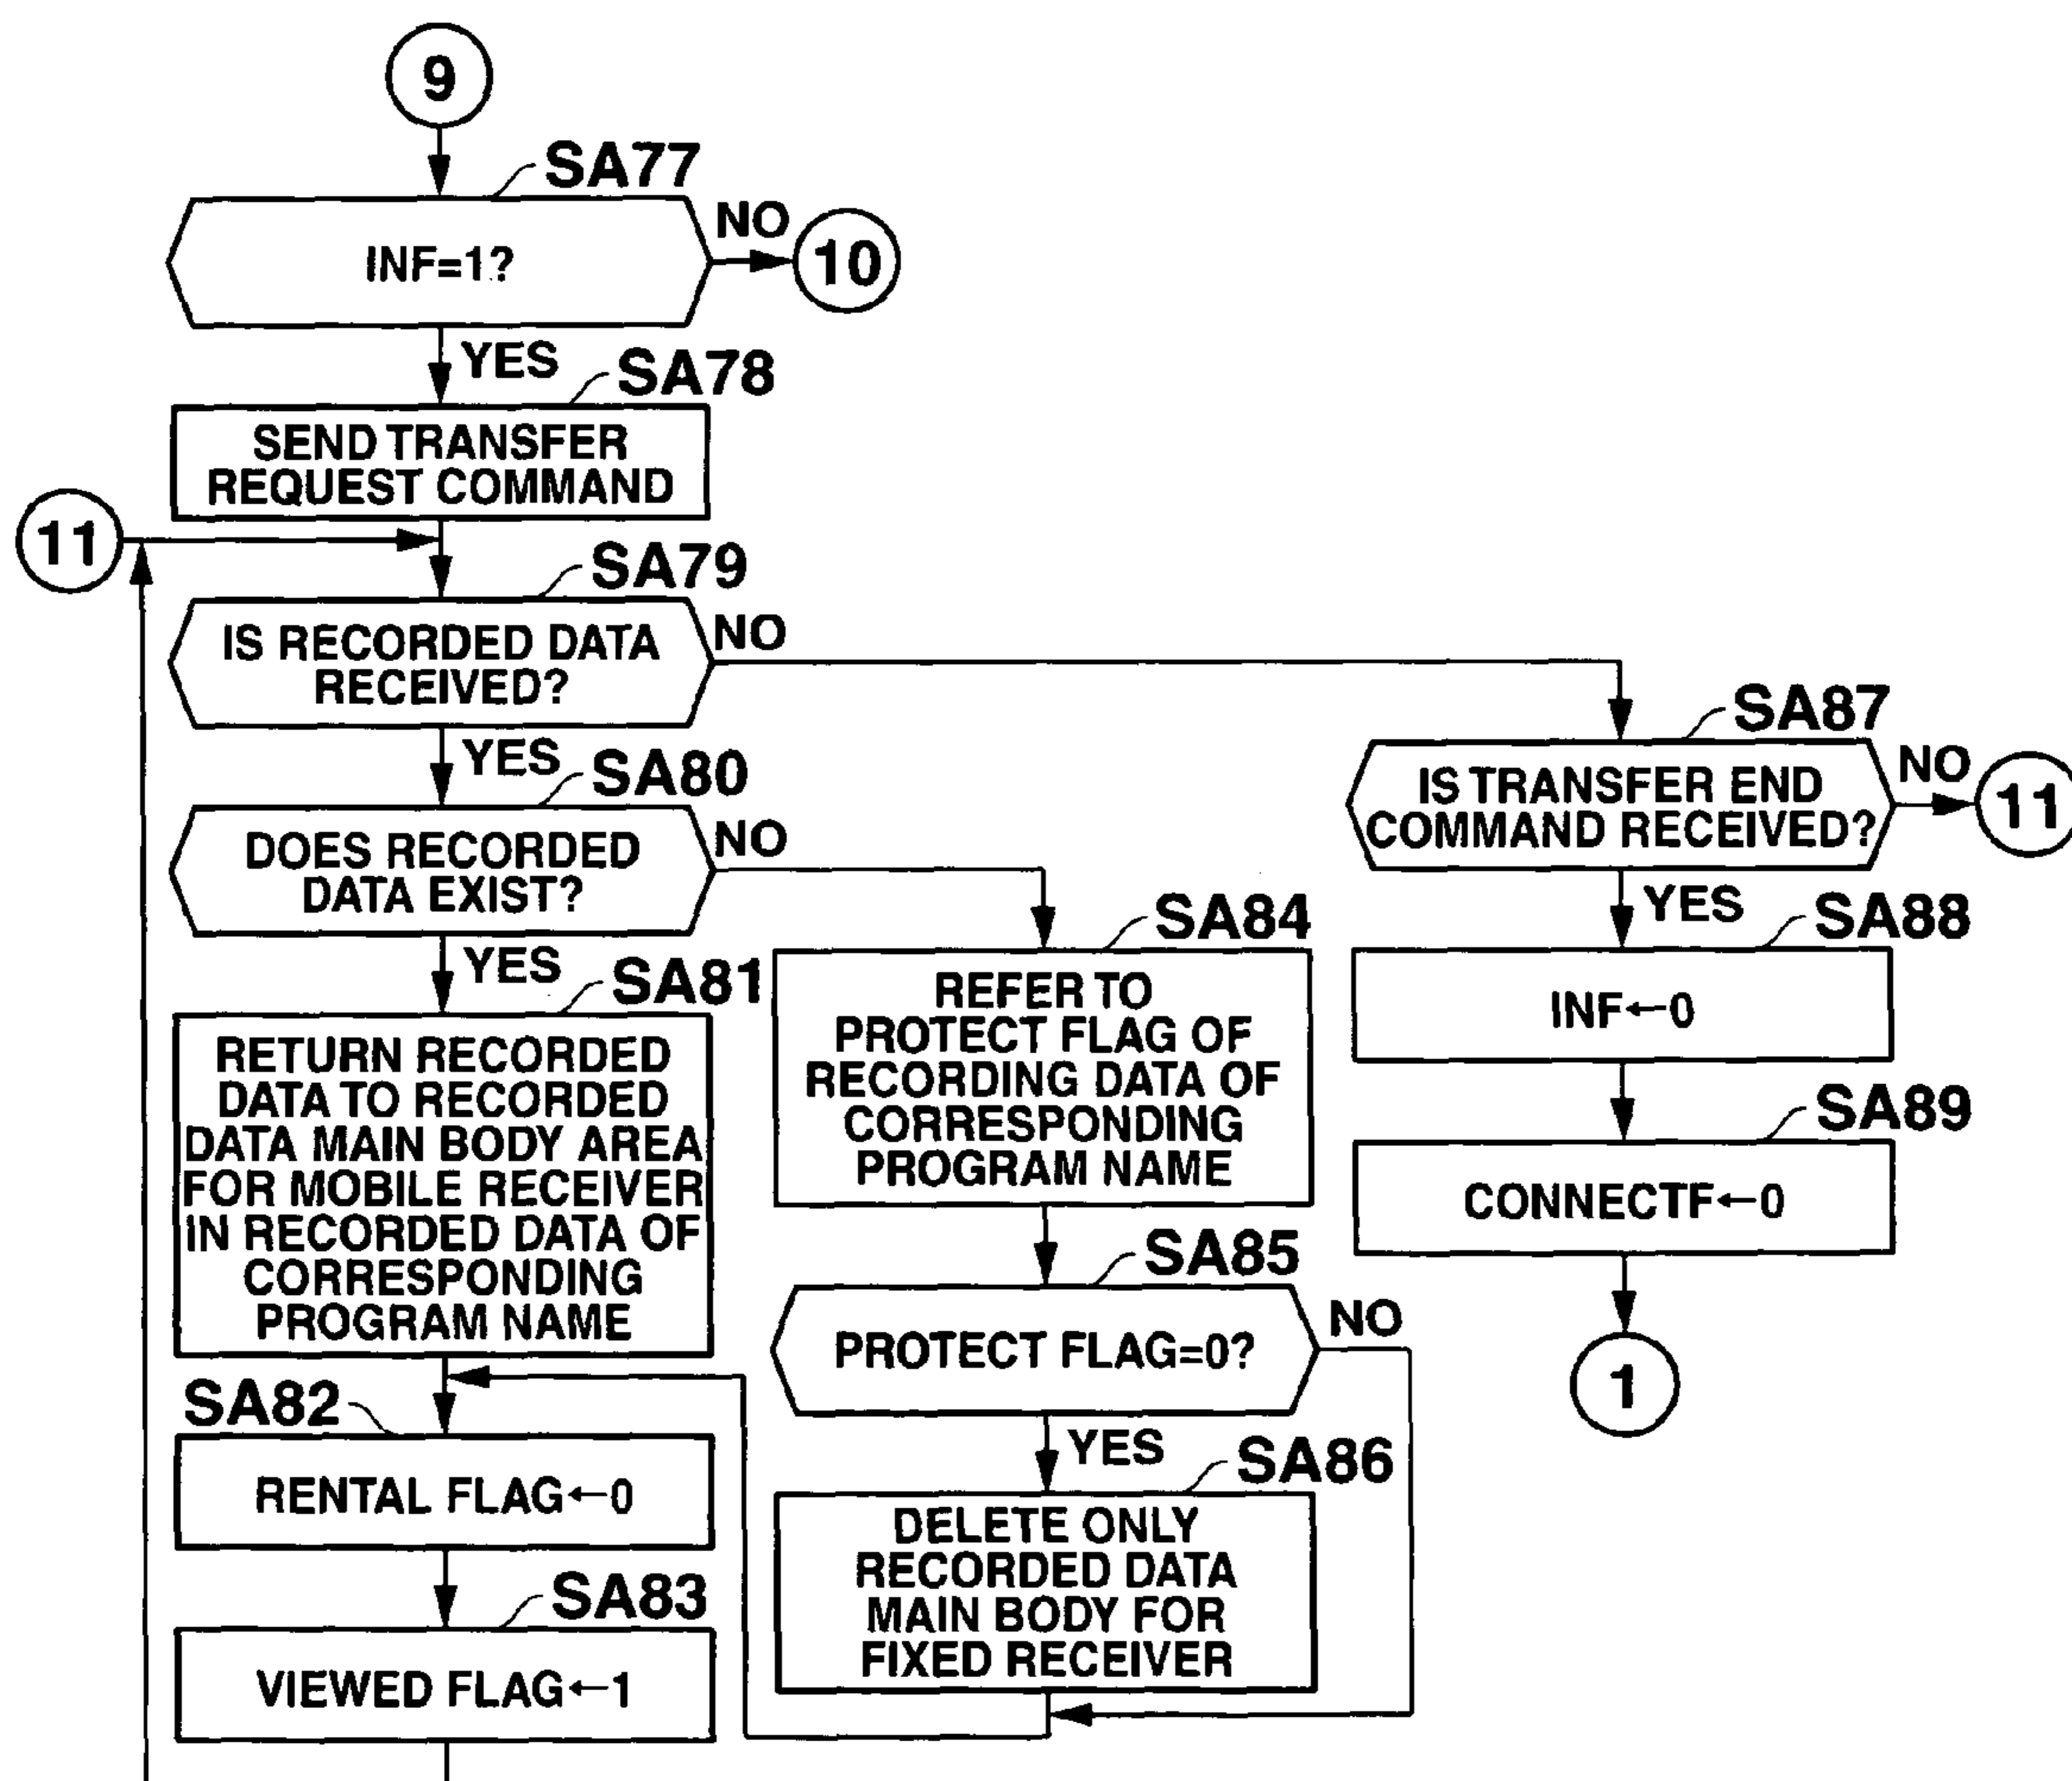 9
SA77
INF=1?
NO
10
YES
SA78
SEND TRANSFER
REQUEST COMMAND
11
SA79
IS RECORDED DATA
RECEIVED?
NO
YES
SA80
DOES RECORDED
DATA EXIST?
NO
YES
SA81
RETURN RECORDED
DATA TO RECORDED
DATA MAIN BODY AREA
FOR MOBILE RECEIVER
IN RECORDED DATA OF
CORRESPONDING
PROGRAM NAME
SA82
RENTAL FLAG←0
SA83
VIEWED FLAG←1
SA84
REFER TO
PROTECT FLAG OF
RECORDING DATA OF
CORRESPONDING
PROGRAM NAME
SA85
PROTECT FLAG=0?
NO
YES
SA86
DELETE ONLY
RECORDED DATA
MAIN BODY FOR
FIXED RECEIVER
SA87
IS TRANSFER END
COMMAND RECEIVED?
NO
11
YES
SA88
INF←0
SA89
CONNECTF←0
1